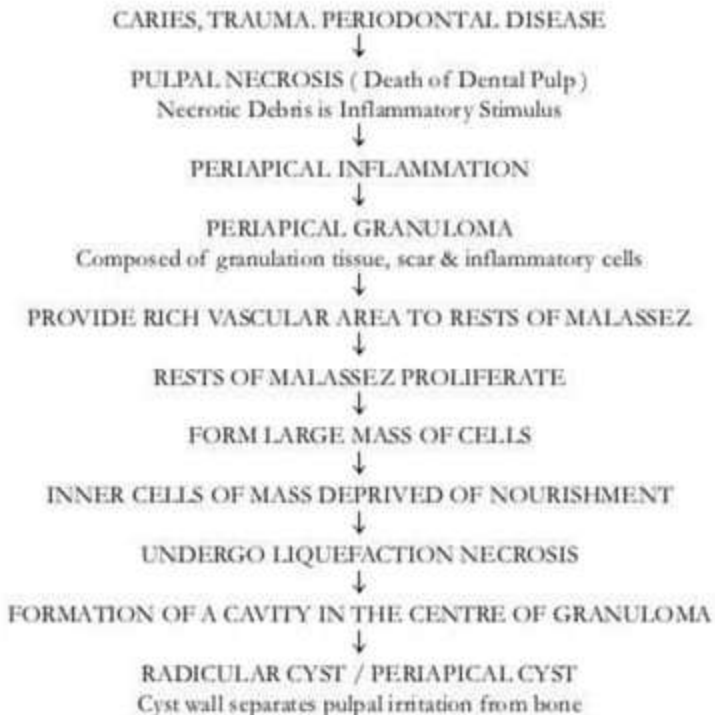 CARIES, TRAUMA. PERIODONTAL DISEASE
↓
PULPAL NECROSIS ( Death of Dental Pulp )
Necrotic Debris is Inflammatory Stimulus
↓
PERIAPICAL INFLAMMATION
↓
PERIAPICAL GRANULOMA
Composed of granulation tissue, scar & inflammatory cells
↓
PROVIDE RICH VASCULAR AREA TO RESTS OF MALASSEZ
↓
RESTS OF MALASSEZ PROLIFERATE
↓
FORM LARGE MASS OF CELLS
↓
INNER CELLS OF MASS DEPRIVED OF NOURISHMENT
↓
UNDERGO LIQUEFACTION NECROSIS
↓
FORMATION OF A CAVITY IN THE CENTRE OF GRANULOMA
↓
RADICULAR CYST / PERIAPICAL CYST
Cyst wall separates pulpal irritation from bone